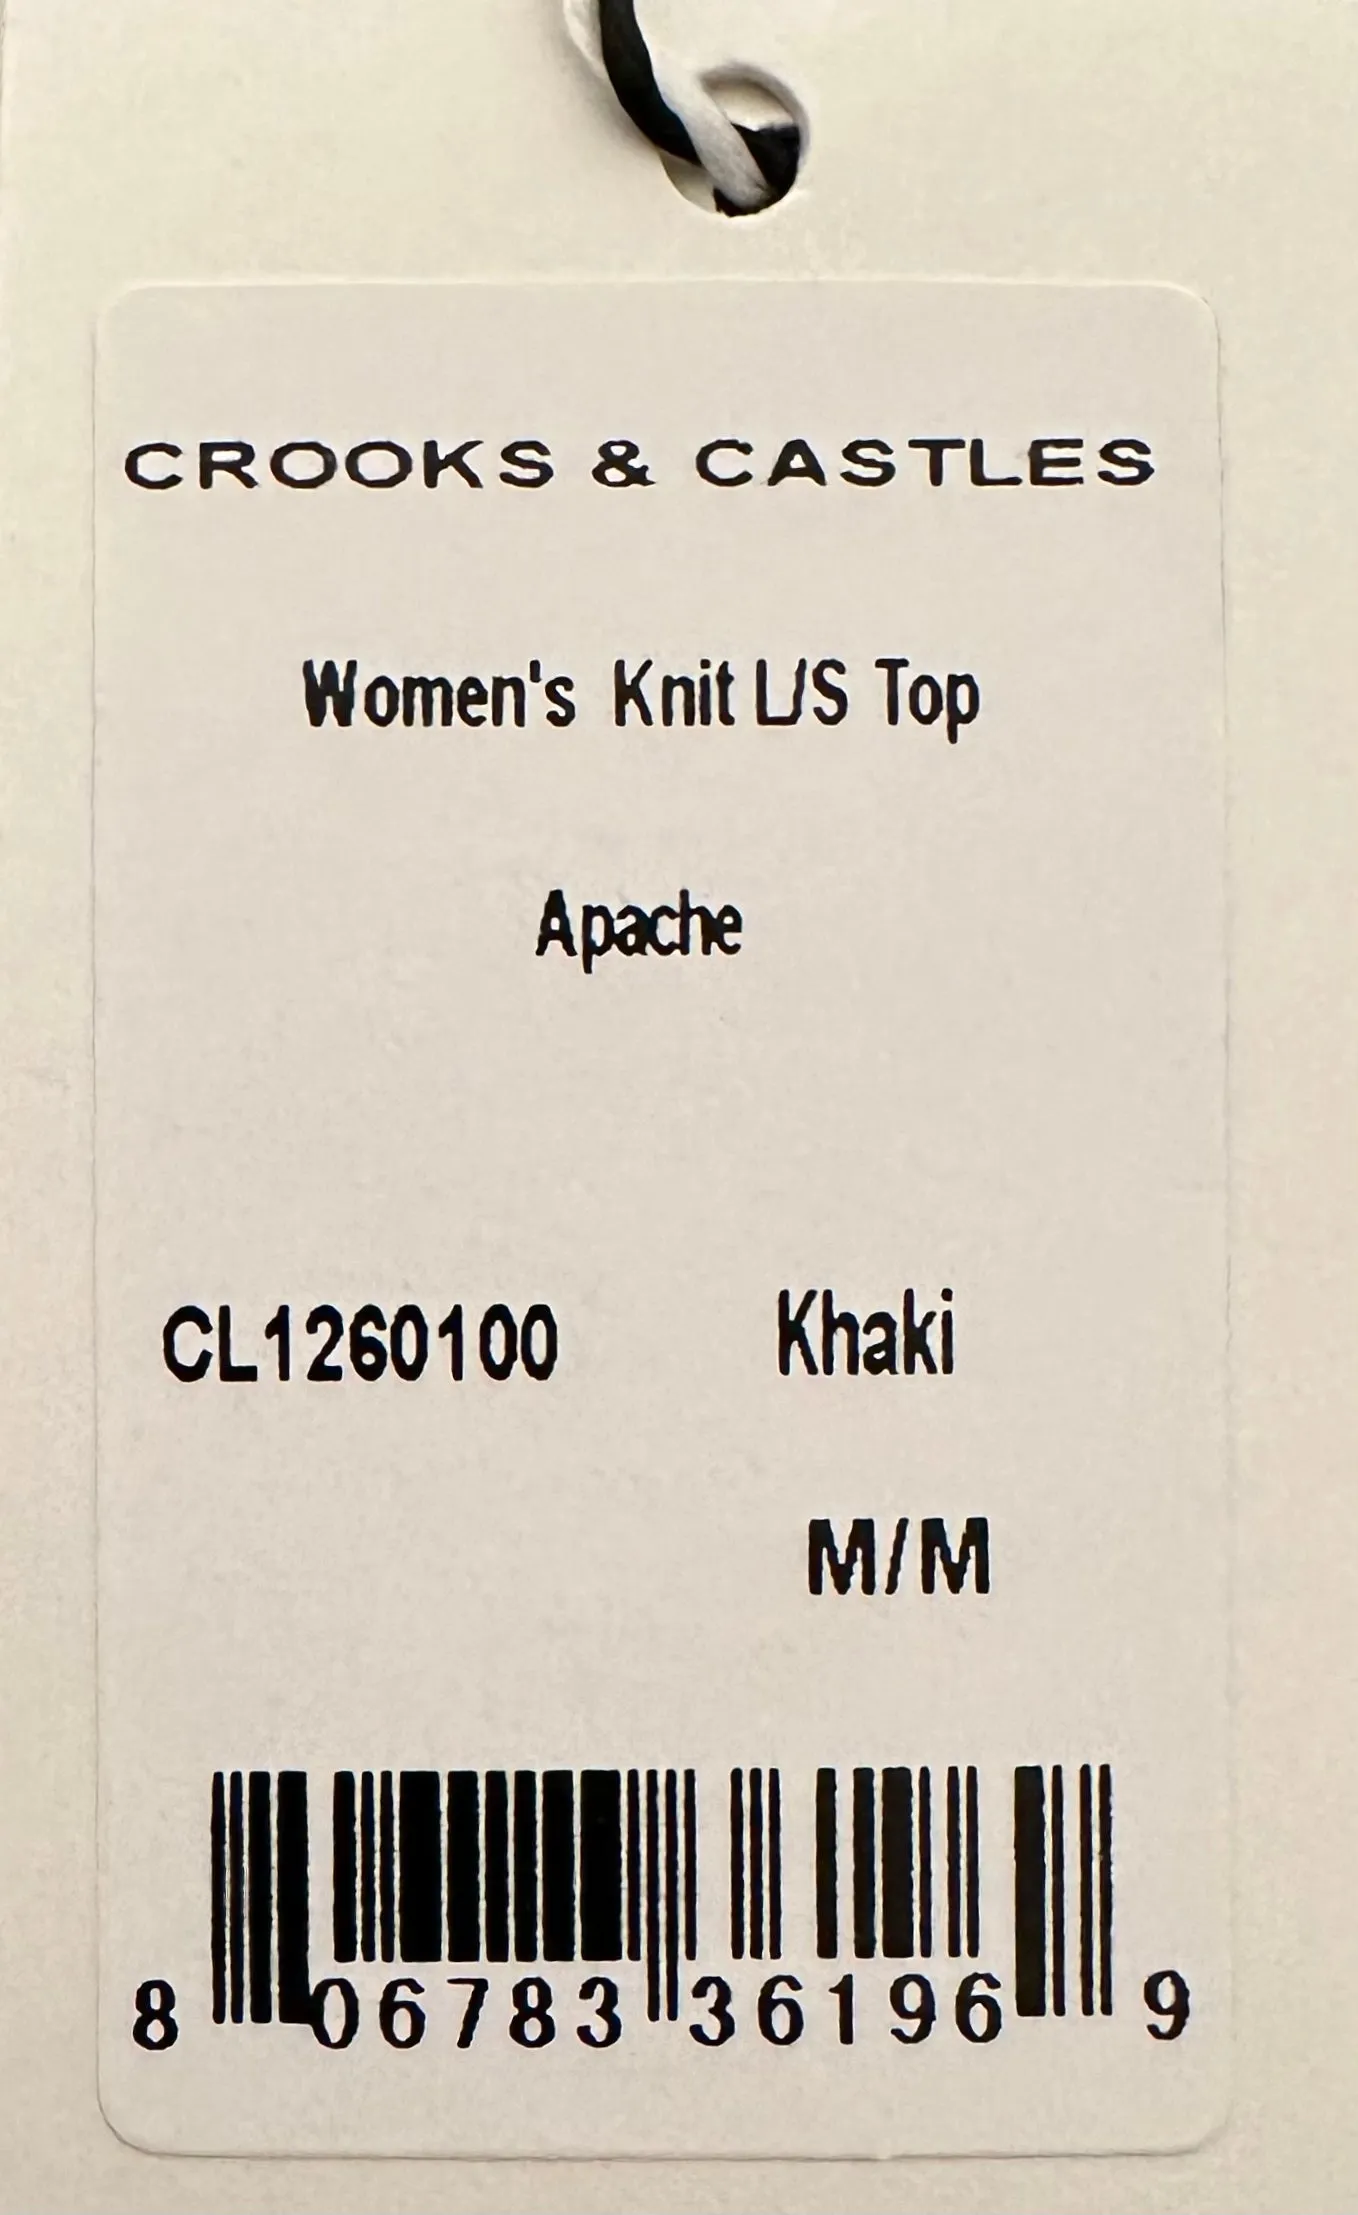 CROOKS & CASTLES
Women's Knit L/S Top
Apache
CL1260100 Khaki
M/M
8 06783 36196 9